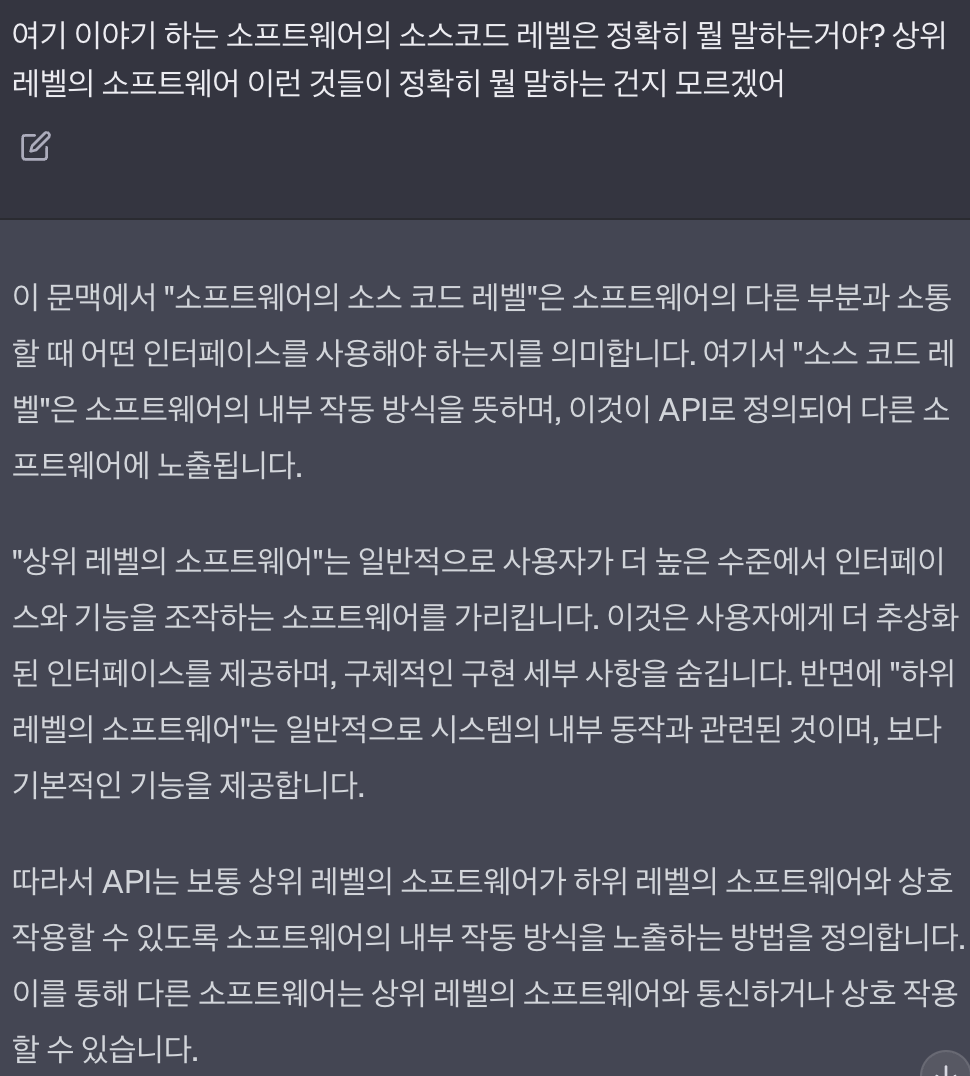 여기 이야기 하는 소프트웨어의 소스코드 레벨은 정확히 뭘 말하는거야? 상위
레벨의 소프트웨어 이런 것들이 정확히 뭘 말하는 건지 모르겠어
이 문맥에서 "소프트웨어의 소스 코드 레벨"은 소프트웨어의 다른 부분과 소통
할 때 어떤 인터페이스를 사용해야 하는지를 의미합니다. 여기서 "소스 코드 레
벨"은 소프트웨어의 내부 작동 방식을 뜻하며, 이것이 API로 정의되어 다른 소
프트웨어에 노출됩니다.
"상위 레벨의 소프트웨어"는 일반적으로 사용자가 더 높은 수준에서 인터페이
스와 기능을 조작하는 소프트웨어를 가리킵니다. 이것은 사용자에게 더 추상화
된 인터페이스를 제공하며, 구체적인 구현 세부 사항을 숨깁니다. 반면에 "하위
레벨의 소프트웨어"는 일반적으로 시스템의 내부 동작과 관련된 것이며, 보다
기본적인 기능을 제공합니다.
따라서 API는 보통 상위 레벨의 소프트웨어가 하위 레벨의 소프트웨어와 상호
작용할 수 있도록 소프트웨어의 내부 작동 방식을 노출하는 방법을 정의합니다.
이를 통해 다른 소프트웨어는 상위 레벨의 소프트웨어와 통신하거나 상호 작용
할 수 있습니다.